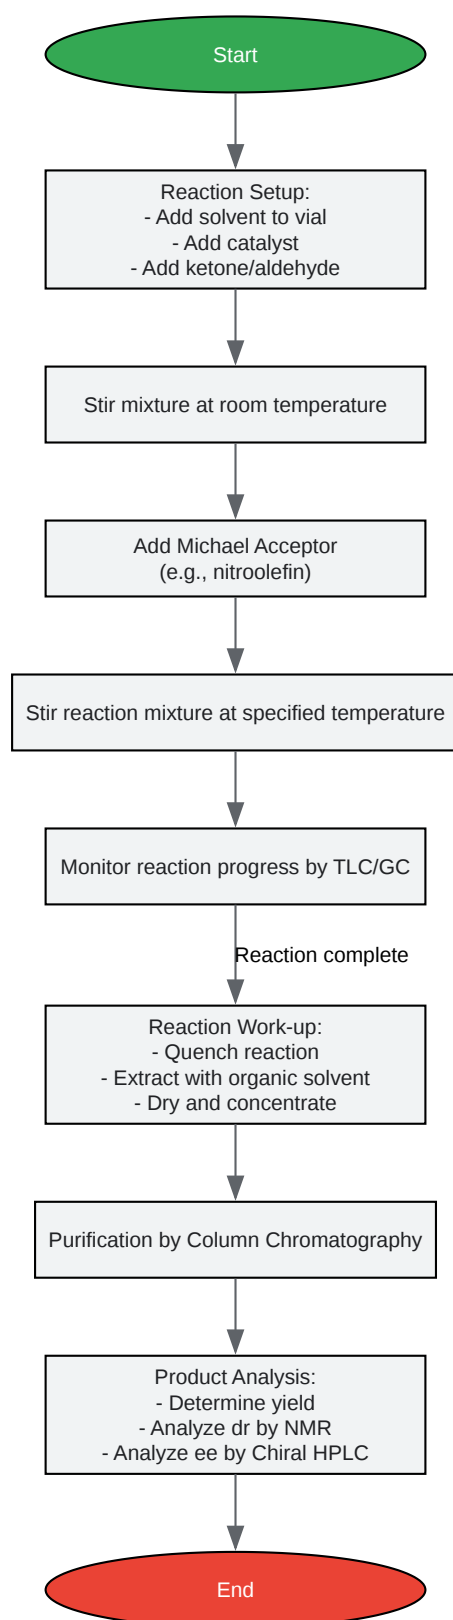 Start
Reaction Setup:
- Add solvent to vial
- Add catalyst
- Add ketone/aldehyde
Stir mixture at room temperature
Add Michael Acceptor
(e.g., nitroolefin)
Stir reaction mixture at specified temperature
Monitor reaction progress by TLC/GC
Reaction complete
Reaction Work-up:
- Quench reaction
- Extract with organic solvent
- Dry and concentrate
Purification by Column Chromatography
Product Analysis:
- Determine yield
- Analyze dr by NMR
- Analyze ee by Chiral HPLC
End